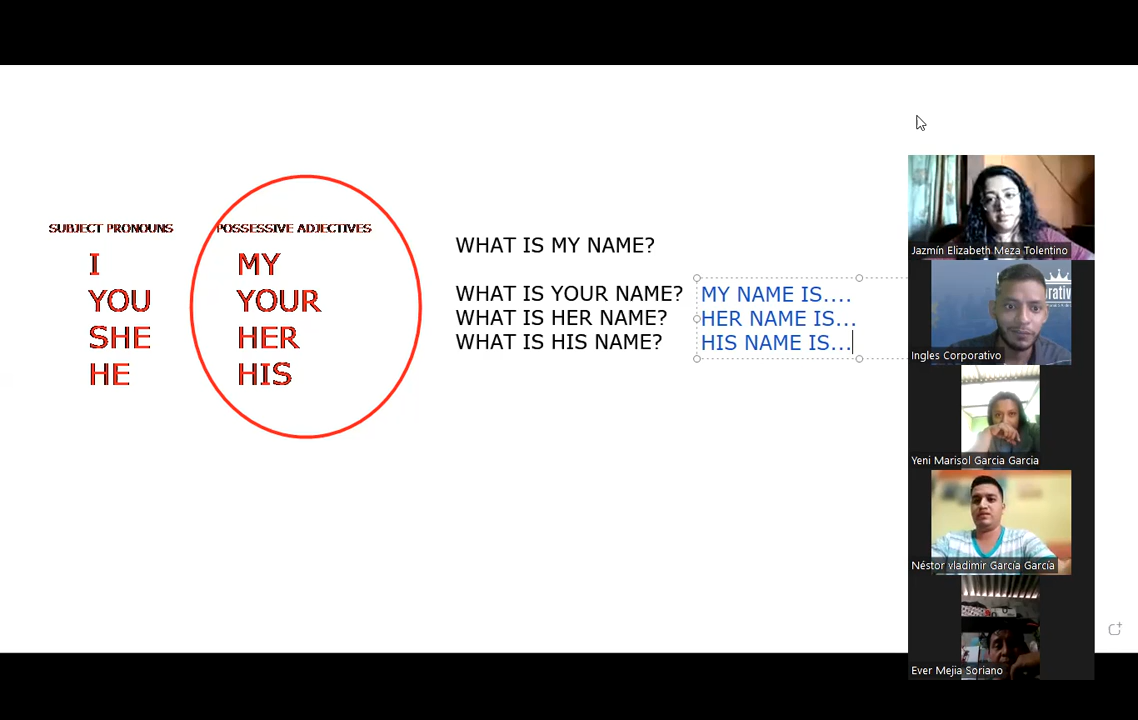 SUBJECT PRONOUNS
I
YOU
SHE
HE
POSSESSIVE ADJECTIVES
MY
YOUR
HER
HIS
WHAT IS MY NAME?
WHAT IS YOUR NAME?
WHAT IS HER NAME?
WHAT IS HIS NAME?
MY NAME IS....
HER NAME IS...
HIS NAME IS...
Jazmín Elizabeth Meza Tolentino
Ingles Corporativo
Yeni Marisol Garcia Garcia
Néstor vladimir García García
Ever Mejia Soriano